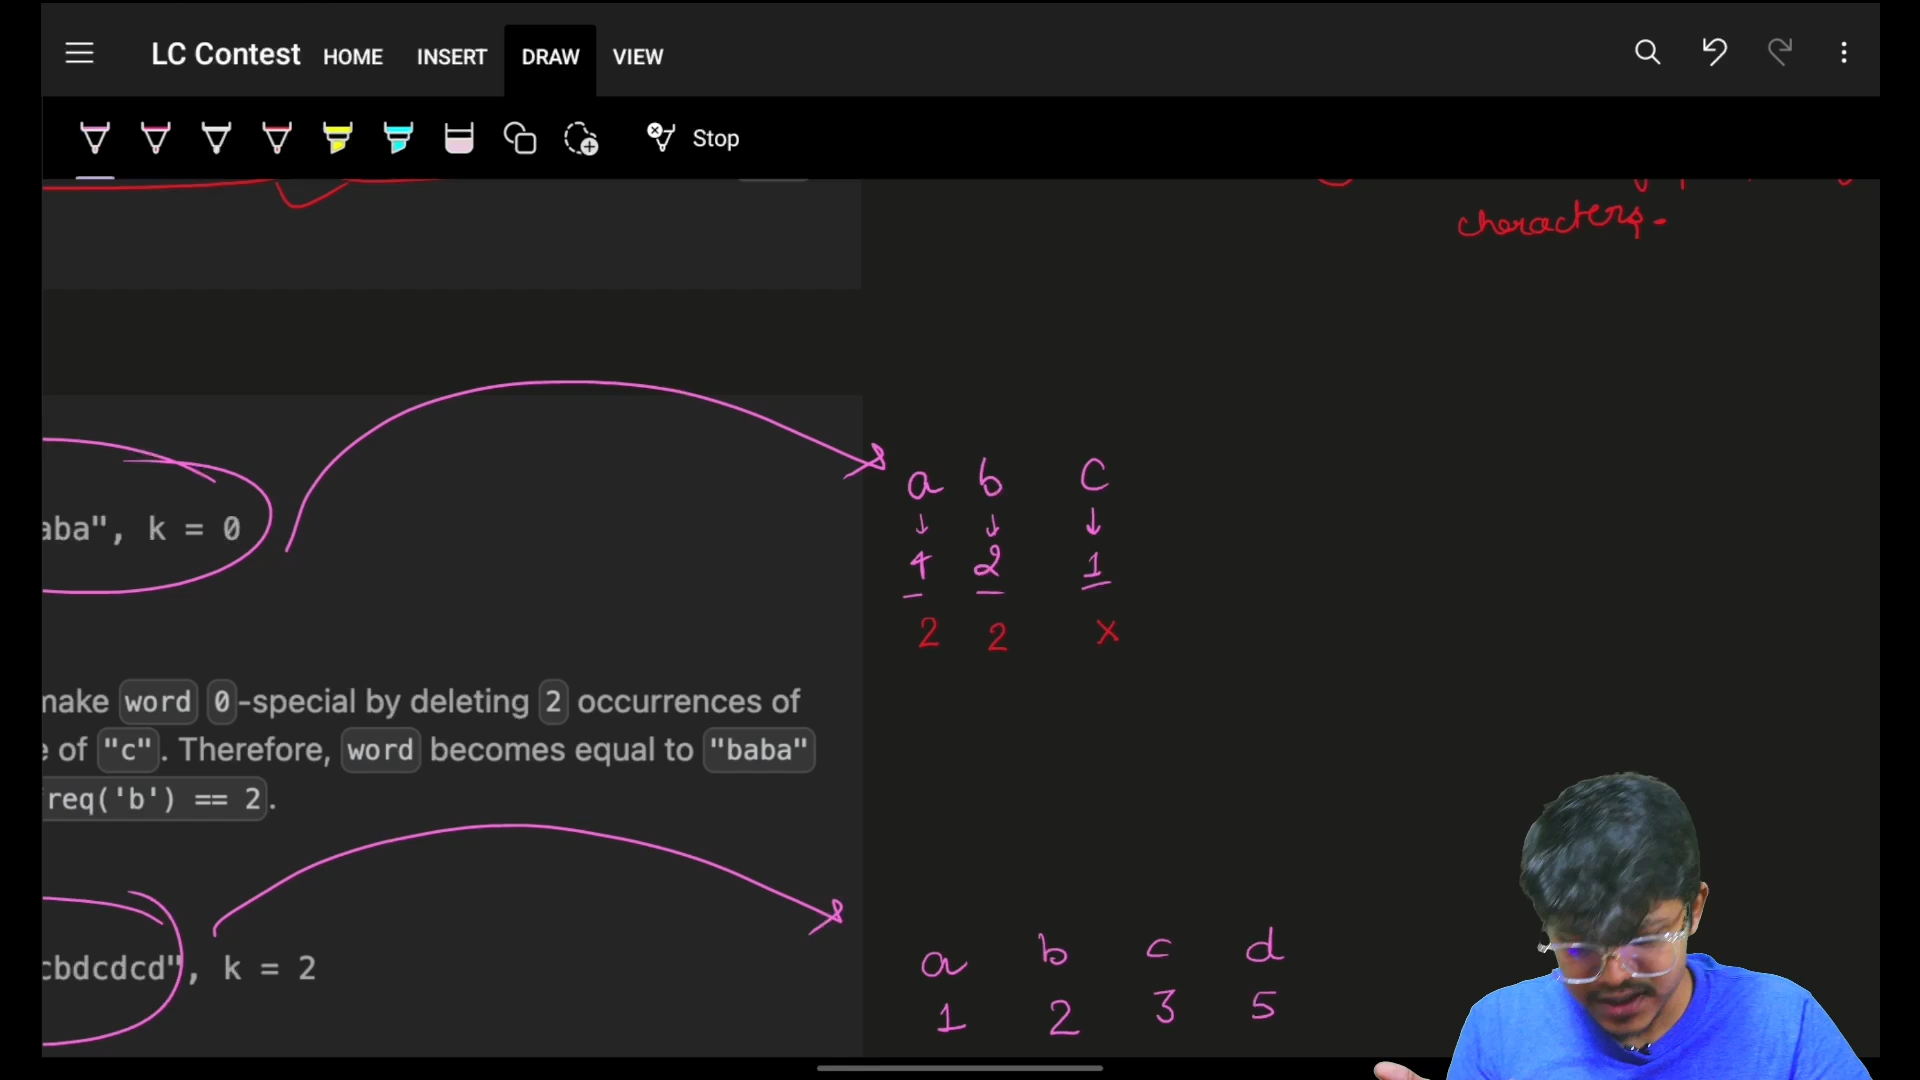 LC Contest HOME INSERT DRAW VIEW
Stop
characters.
aba", k = 0
a b c
4 2 1
2 2 x
make word 0-special by deleting 2 occurrences of
e of "c". Therefore, word becomes equal to "baba"
req('b') == 2.
cbdcdcd", k = 2
a b c d
1 2 3 5